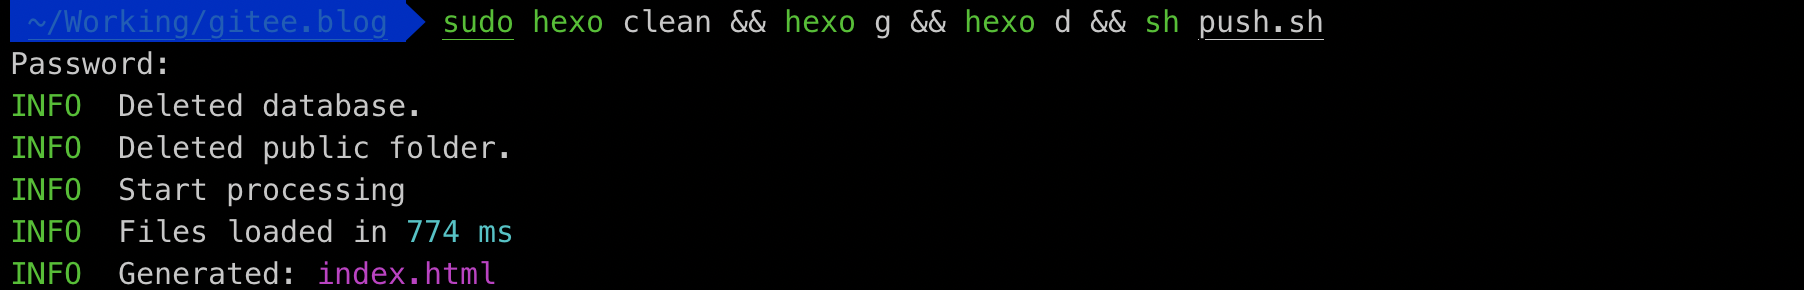 ~/Working/gitee.blog sudo hexo clean && hexo g && hexo d && sh push.sh
Password:
INFO  Deleted database.
INFO  Deleted public folder.
INFO  Start processing
INFO  Files loaded in 774 ms
INFO  Generated: index.html